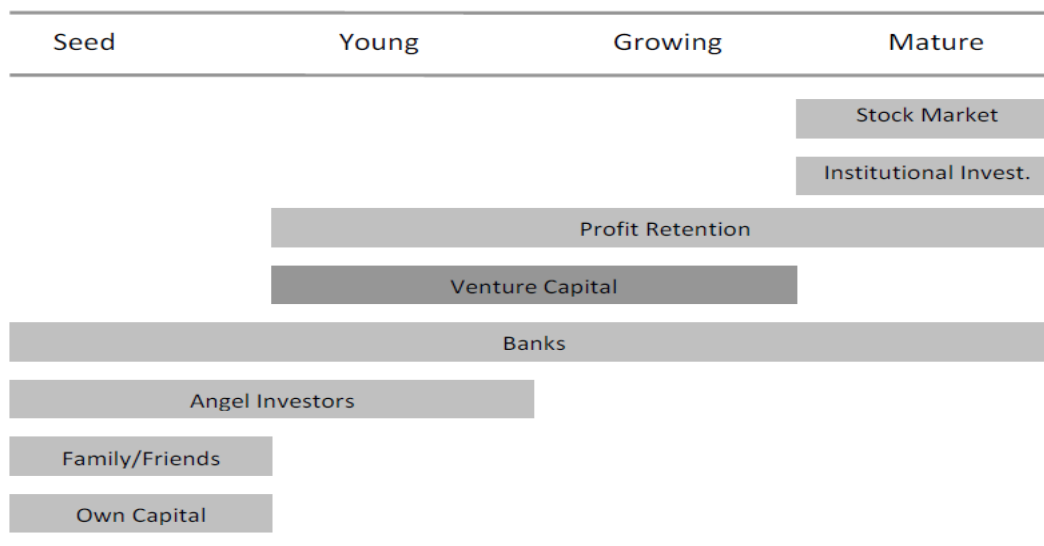 Seed Young Growing Mature
Stock Market
Institutional Invest.
Profit Retention
Venture Capital
Banks
Angel Investors
Family/Friends
Own Capital